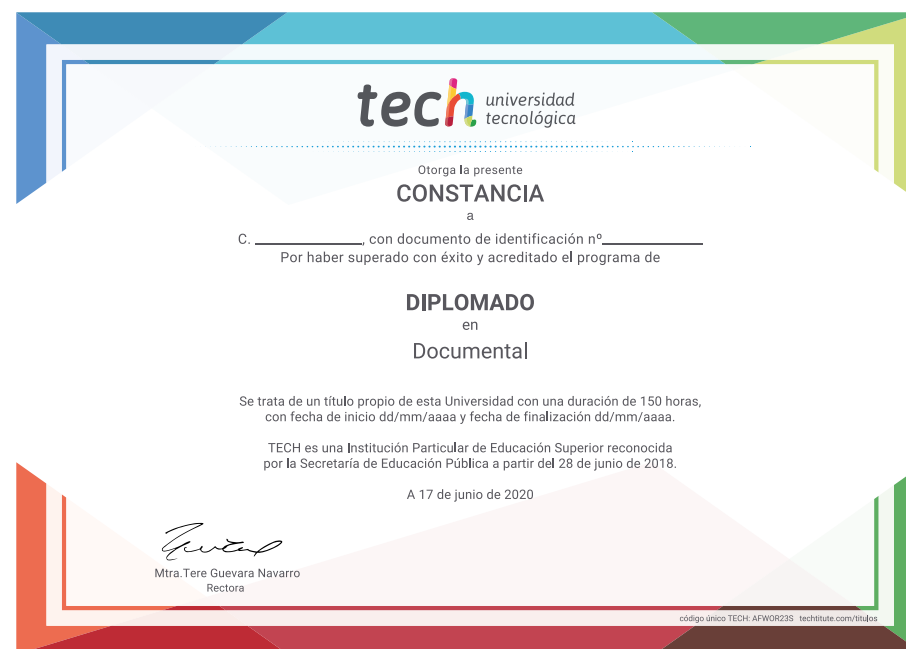 tech universidad
tecnológica
Otorga la presente
CONSTANCIA
a
C. ____________, con documento de identificación nº____________
Por haber superado con éxito y acreditado el programa de
DIPLOMADO
en
Documental
Se trata de un título propio de esta Universidad con una duración de 150 horas,
con fecha de inicio dd/mm/aaaa y fecha de finalización dd/mm/aaaa.
TECH es una Institución Particular de Educación Superior reconocida
por la Secretaría de Educación Pública a partir del 28 de junio de 2018.
A 17 de junio de 2020
Mtra.Tere Guevara Navarro
Rectora
código único TECH: AFWOR23S techtitute.com/titulos